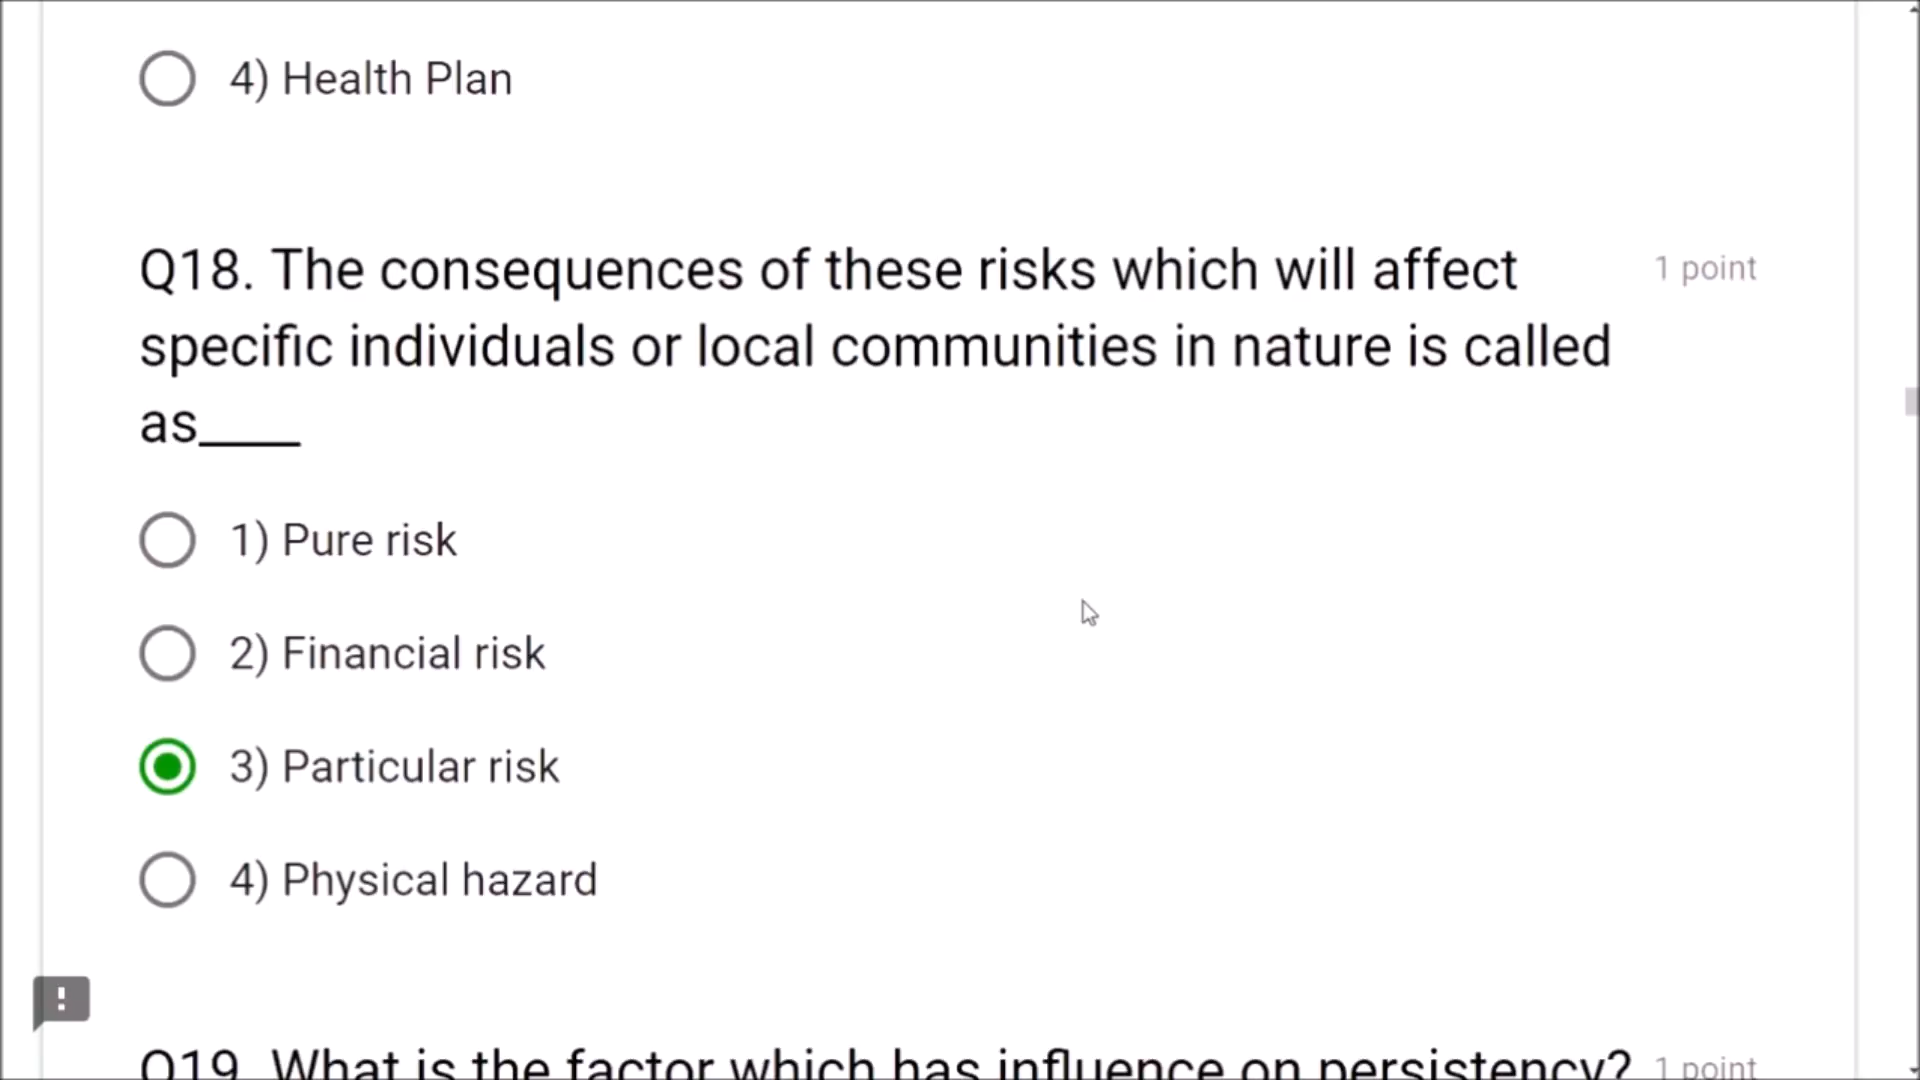 4) Health Plan
Q18. The consequences of these risks which will affect 1 point
specific individuals or local communities in nature is called
as____
1) Pure risk
2) Financial risk
3) Particular risk
4) Physical hazard
Q19. What is the factor which has influence on persistency? 1 point